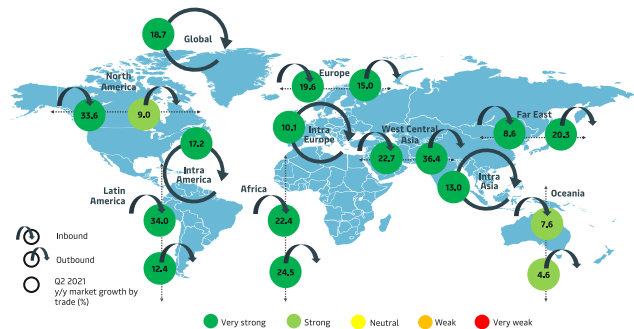 18.7
Global
North
America
33.6
9.0
Europe
19.6
15.0
10.1
Intra
Europe
West Central
Asia
22.7
36.4
Far East
8.6
20.3
17.2
Intra
America
13.0
Intra
Asia
Latin
America
34.0
12.4
Africa
22.4
24,5
Oceania
7.6
4.6
Inbound
Outbound
Q2 2021
y/y market growth by
trade (%)
Very strong
Strong
Neutral
Weak
Very weak